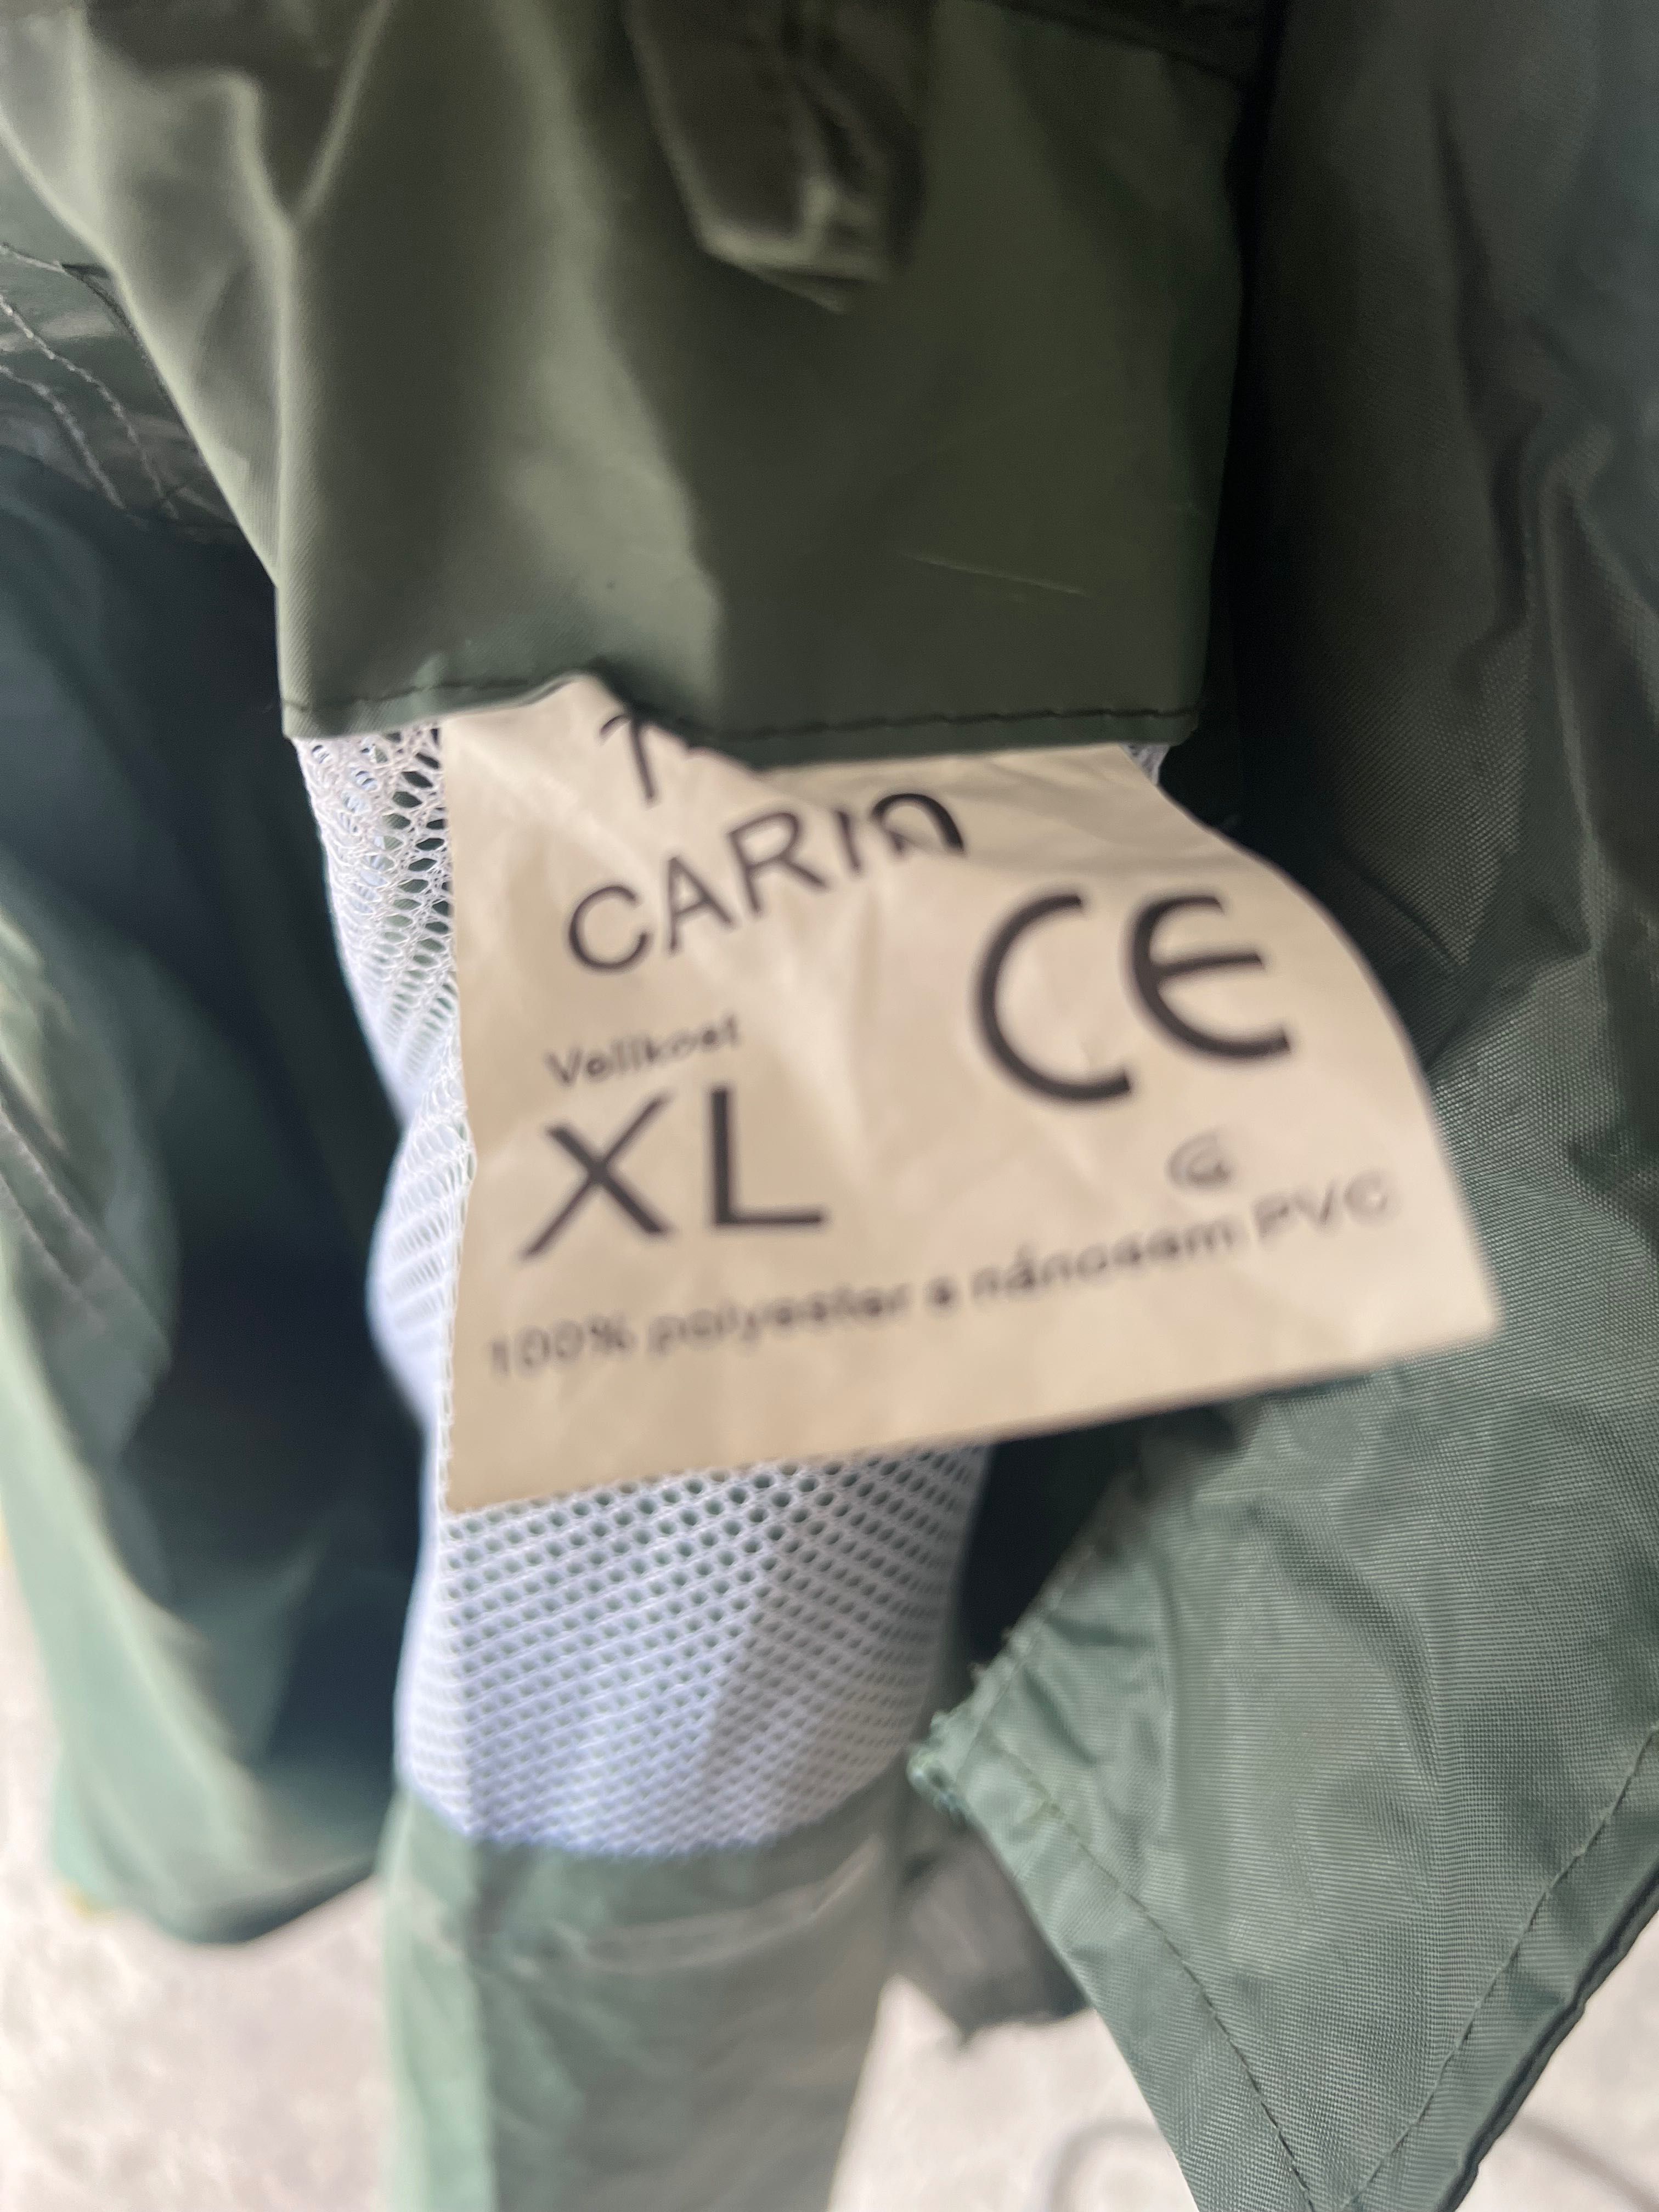 CARIN
CE
Velikost
XL
100% polyester s nánosem PVC